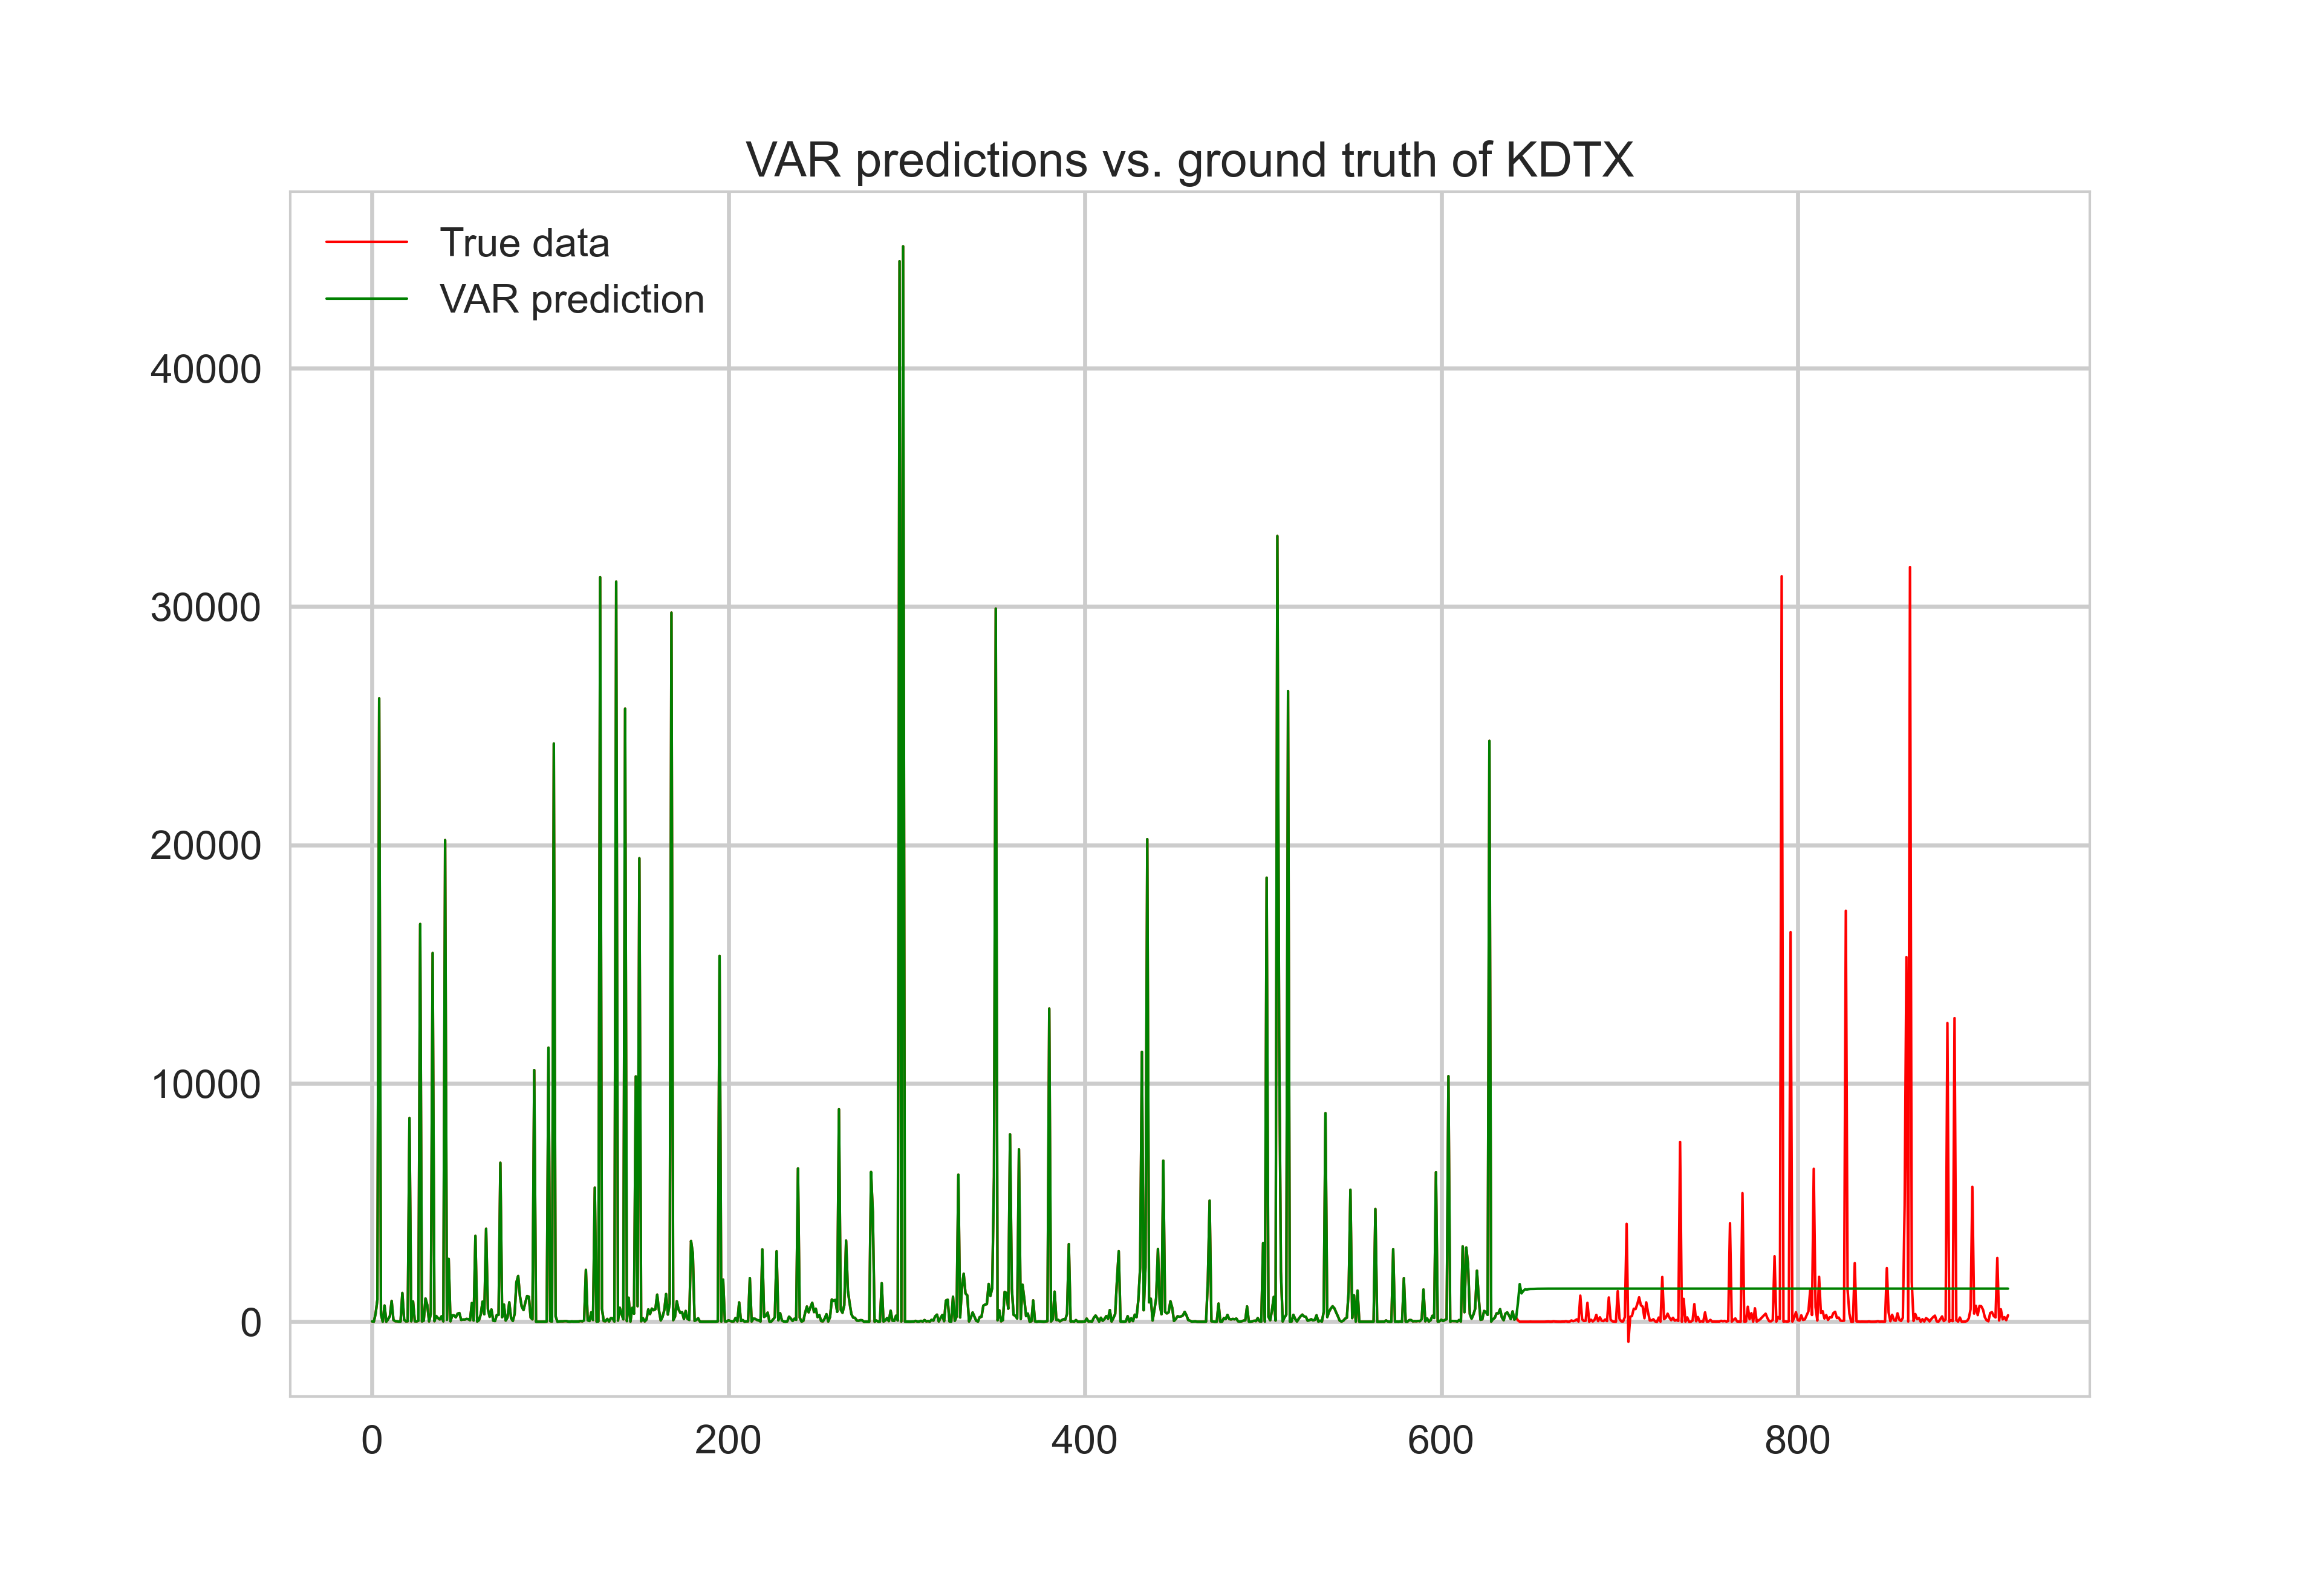 VAR predictions vs. ground truth of KDTX
True data
VAR prediction
40000
30000
20000
10000
0
0 200 400 600 800